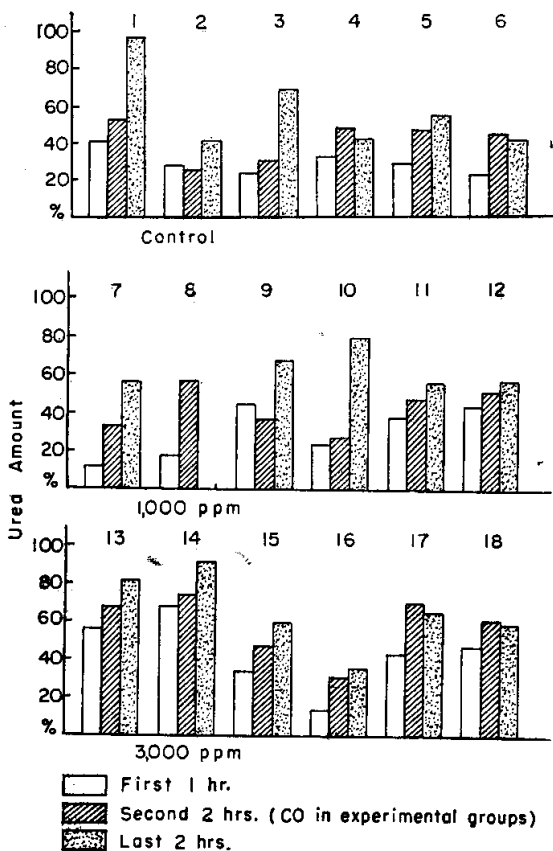 100
80
60
40
20
%
1 2 3 4 5 6
Control
100
80
60
40
20
%
7 8 9 10 11 12
1,000 ppm
Ured Amount
100
80
60
40
20
%
13 14 15 16 17 18
3,000 ppm
First 1 hr.
Second 2 hrs. (CO in experimental groups)
Last 2 hrs.